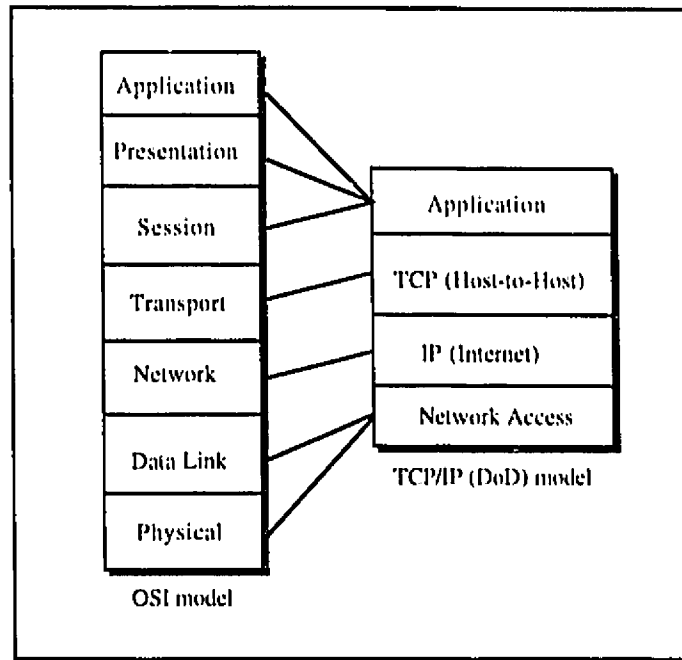 Application
Presentation
Session
Transport
Network
Data Link
Physical
OSI model
Application
TCP (Host-to-Host)
IP (Internet)
Network Access
TCP/IP (DoD) model